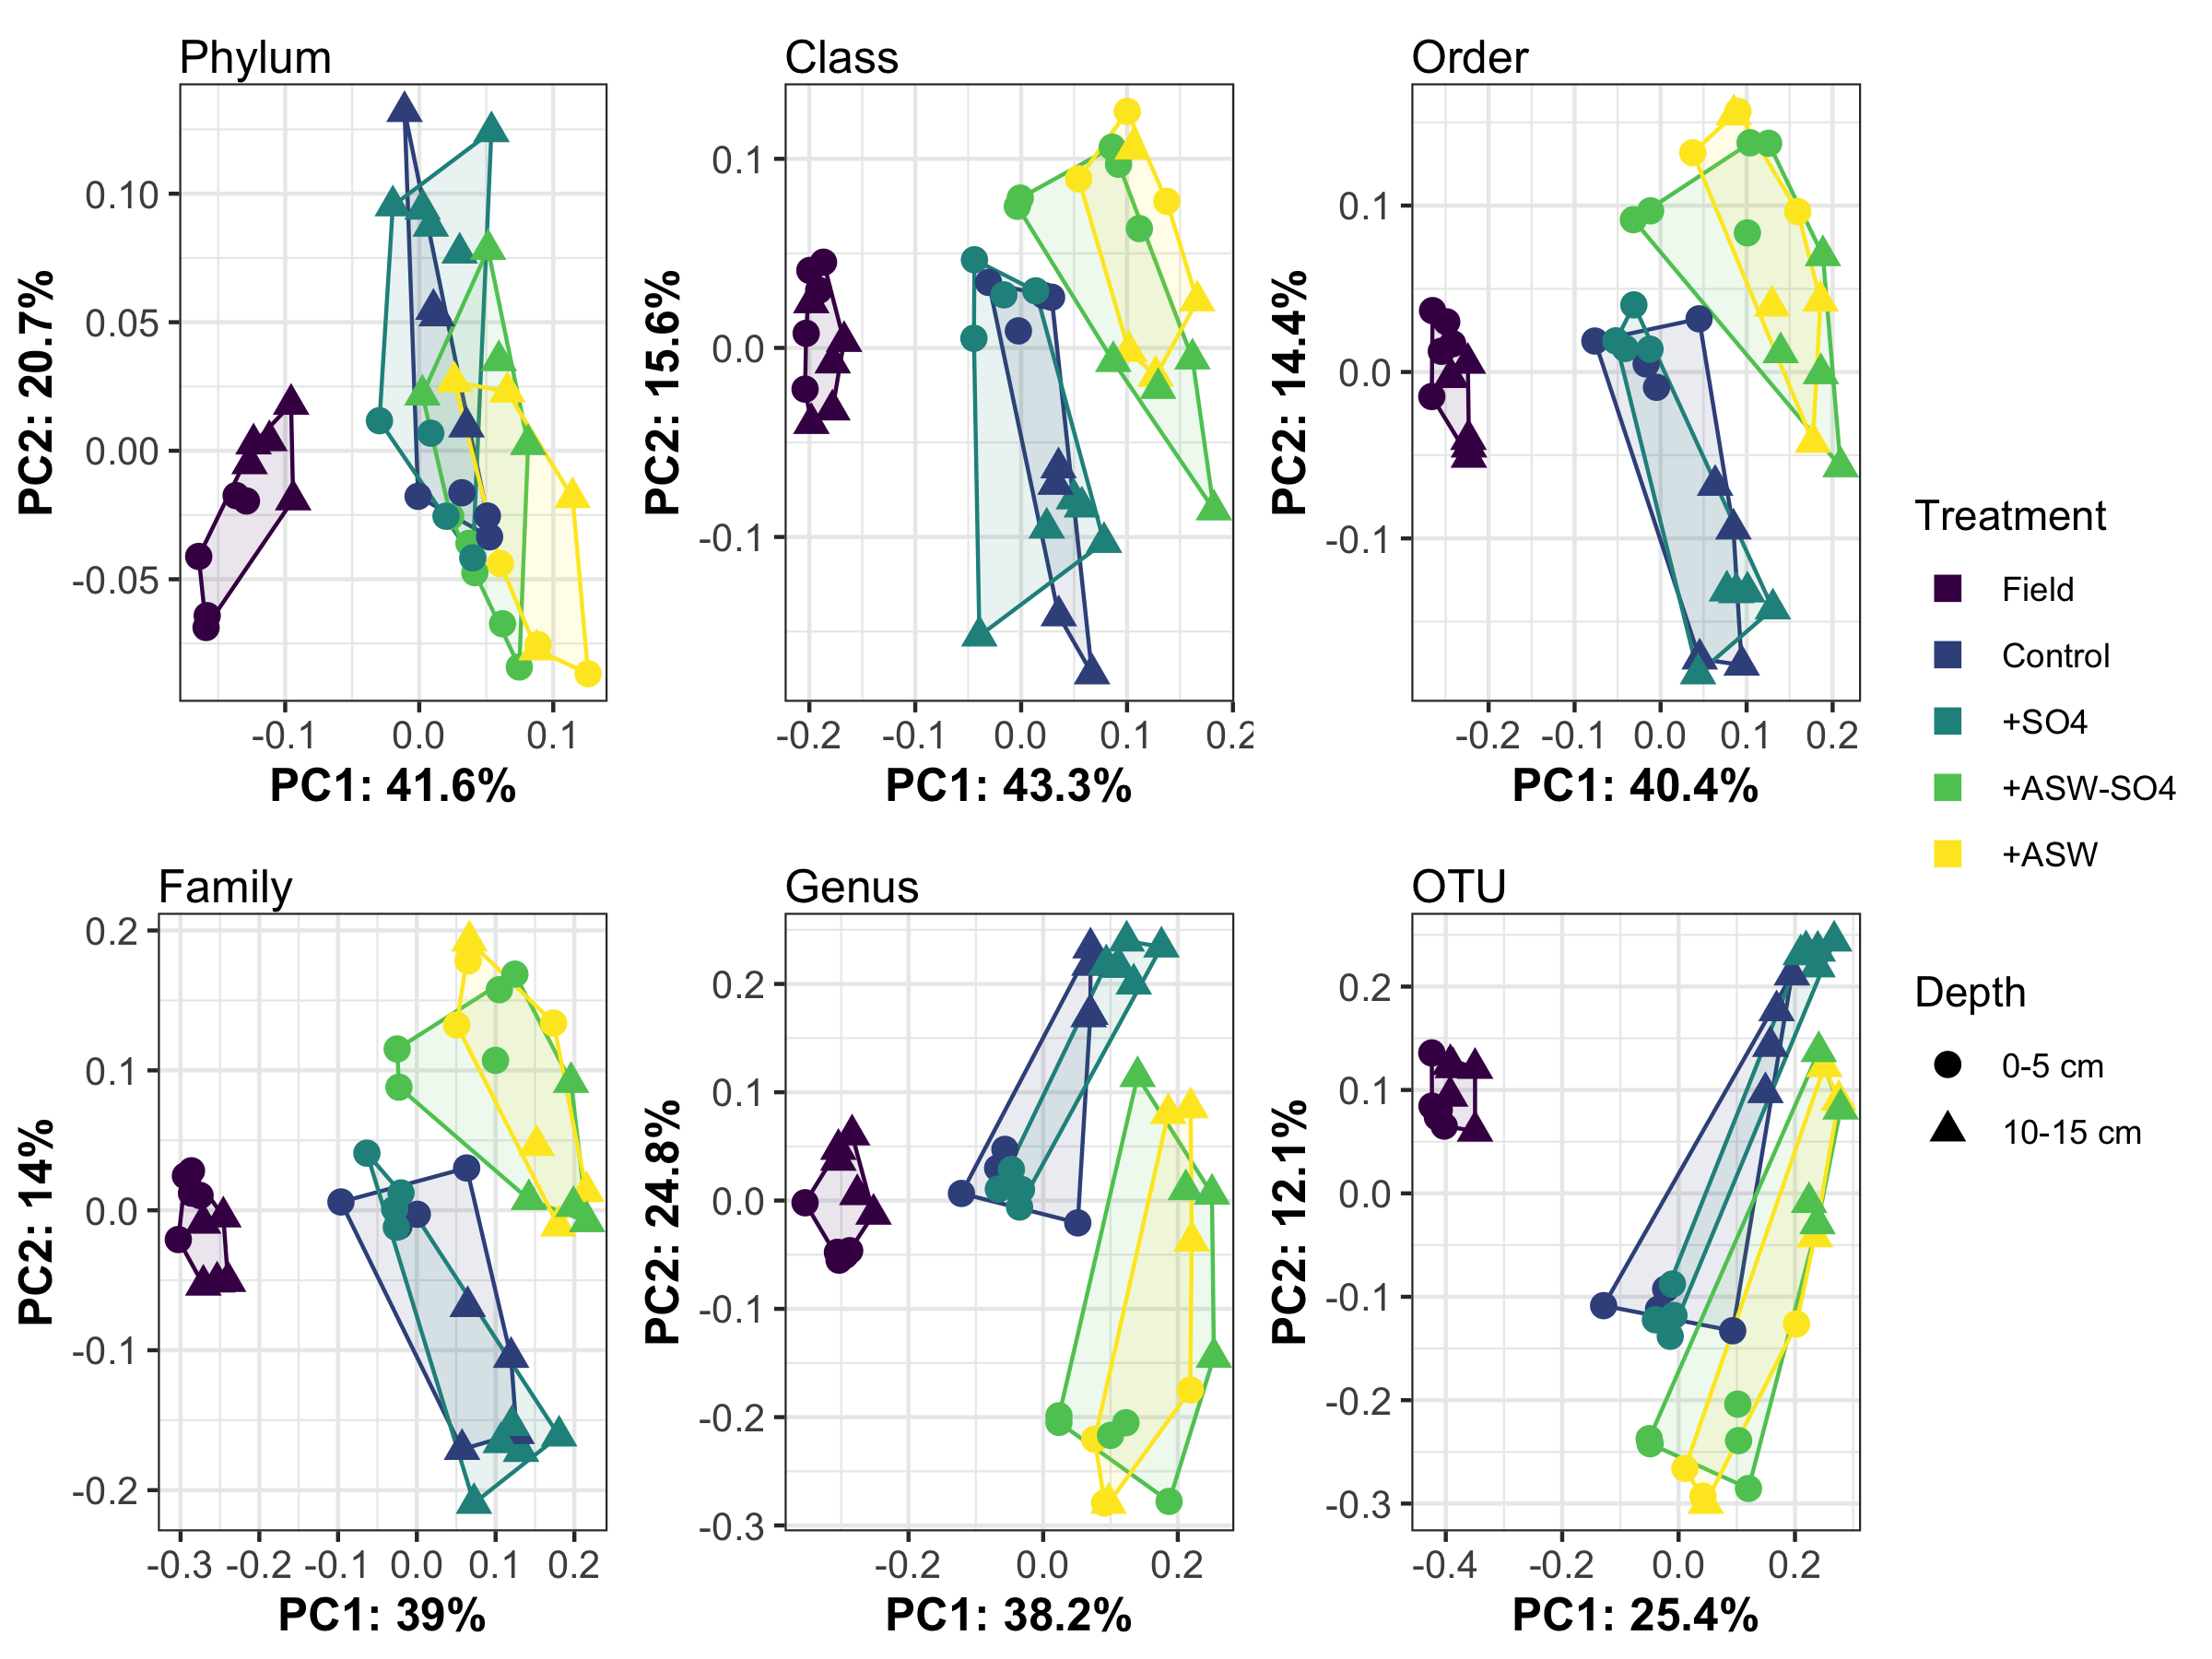 Phylum
Class
Order
PC2: 20.7%
0.10
0.05
0.00
-0.05
-0.1
0.0
0.1
PC1: 41.6%
PC2: 15.6%
0.1
0.0
-0.1
-0.2
-0.1
0.0
0.1
0.2
PC1: 43.3%
PC2: 14.4%
0.1
0.0
-0.1
-0.2
-0.1
0.0
0.1
0.2
PC1: 40.4%
Treatment
Field
Control
+SO4
+ASW-SO4
+ASW
Depth
0-5 cm
10-15 cm
Family
Genus
OTU
PC2: 14%
0.2
0.1
0.0
-0.1
-0.2
-0.3
-0.2
-0.1
0.0
0.1
0.2
PC1: 39%
PC2: 24.8%
0.2
0.1
0.0
-0.1
-0.2
-0.3
-0.2
0.0
0.2
PC1: 38.2%
PC2: 12.1%
0.2
0.1
0.0
-0.1
-0.2
-0.3
-0.4
-0.2
0.0
0.2
PC1: 25.4%